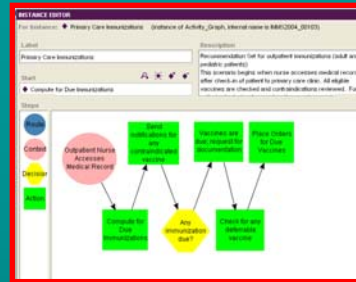 INSTANCE EDITOR
For Instance: Primary Care Immunizations (instance of Activity_Graph, internal name is
Label
Primary Care Immunizations
Description
Recommendation Set for outpatient immunizations (adult and
pediatric patients)
This scenario begins when nurse accesses medical record
after check-in of patient to primary care clinic. All eligible
vaccines are checked and contraindications reviewed.
Start
Compute for Due Immunizations
Steps
Route
Context
Decision
Action
Outpatient Nurse
Accesses
Medical Record
Compute for
Due
Immunizations
Send
notifications for
any
contraindicated
vaccine
Any
immunization
due?
Vaccines are
due; request for
documentation
Check for any
deferrable
vaccine
Place Orders
for Due
Vaccines